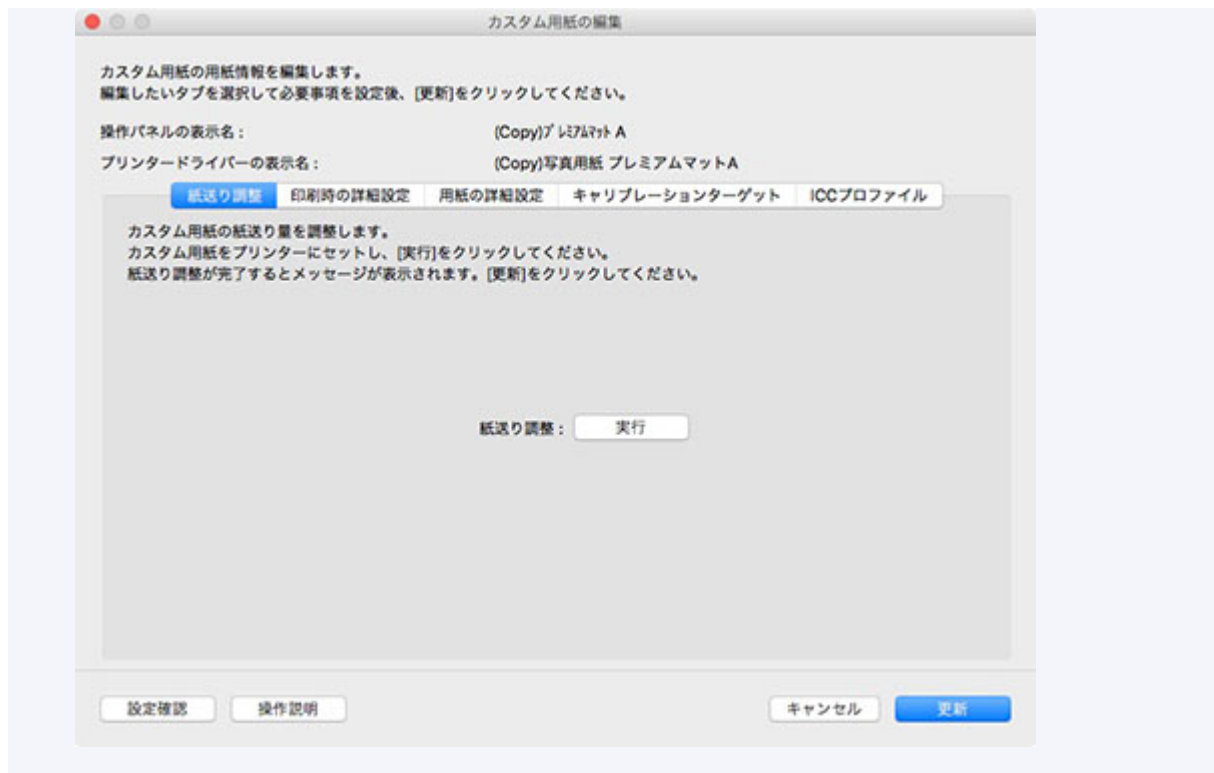 カスタム用紙の編集
カスタム用紙の用紙情報を編集します。
編集したいタブを選択して必要事項を設定後、[更新]をクリックしてください。
操作パネルの表示名： (Copy)ﾌﾟﾚﾐｱﾑﾏｯﾄ A
プリンタードライバーの表示名： (Copy)写真用紙 プレミアムマットA
紙送り調整 印刷時の詳細設定 用紙の詳細設定 キャリブレーションターゲット ICCプロファイル
カスタム用紙の紙送り量を調整します。
カスタム用紙をプリンターにセットし、[実行]をクリックしてください。
紙送り調整が完了するとメッセージが表示されます。[更新]をクリックしてください。
紙送り調整： 実行
設定確認 操作説明 キャンセル 更新